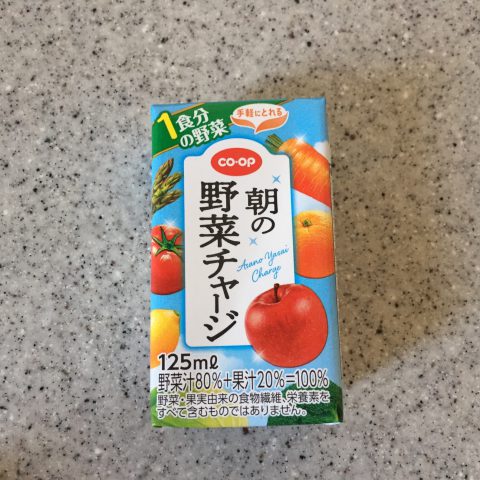 1食分の野菜
手軽にとれる
CO·OP
朝の
野菜チャージ
Asano Yasai
Charge
125mℓ
野菜汁80%+果汁20%=100%
野菜・果実由来の食物繊維、栄養素を
すべて含むものではありません。